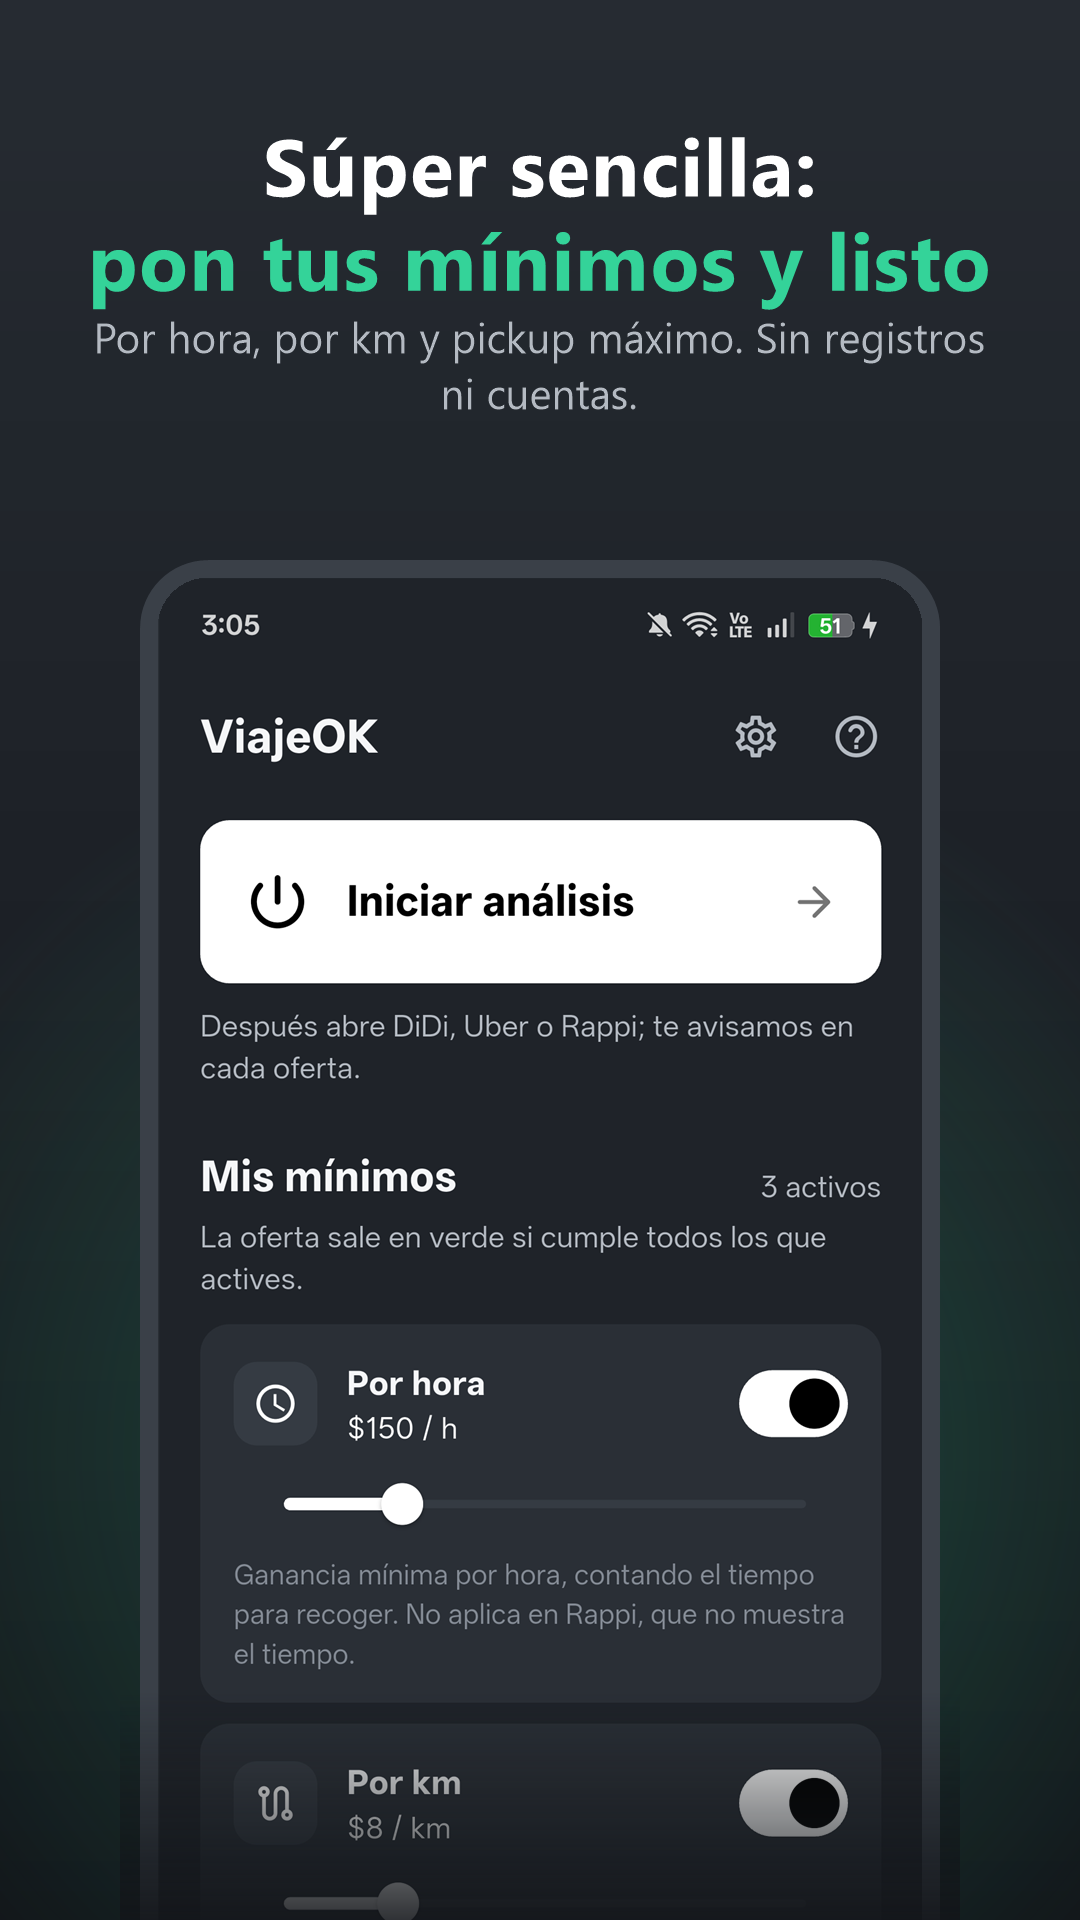 Súper sencilla:
pon tus mínimos y listo
Por hora, por km y pickup máximo. Sin registros
ni cuentas.
3:05
Vo
LTE
51
ViajeOK
Iniciar análisis
Después abre DiDi, Uber o Rappi; te avisamos en
cada oferta.
Mis mínimos
3 activos
La oferta sale en verde si cumple todos los que
actives.
Por hora
$150 / h
Ganancia mínima por hora, contando el tiempo
para recoger. No aplica en Rappi, que no muestra
el tiempo.
Por km
$8 / km